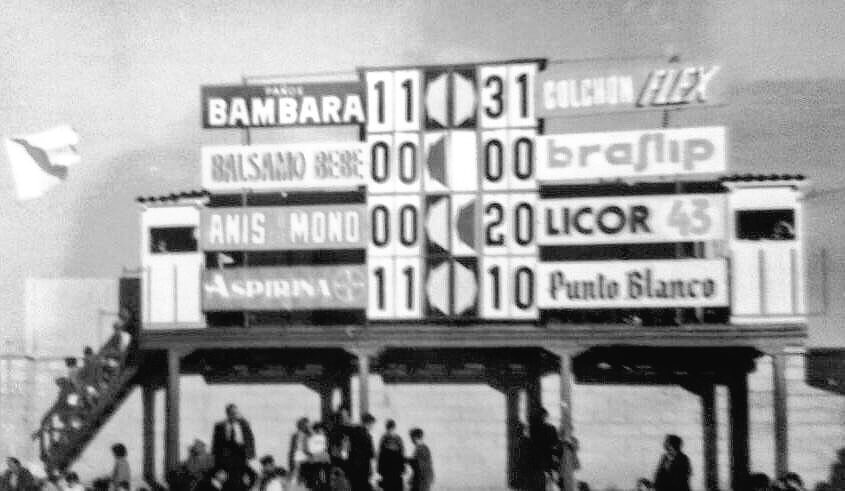 PAÑOS
BAMBARA 11 31 COLCHON FLEX
BALSAMO BEBE 00 00 braslip
ANIS MONO 00 20 LICOR 43
ASPIRINA 11 10 Punto Blanco